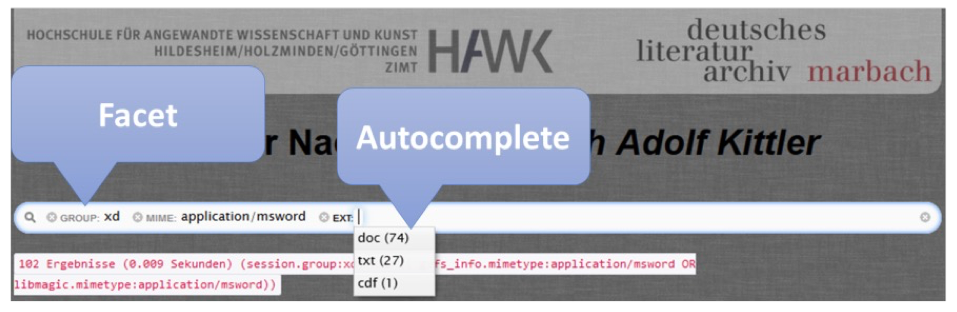 HOCHSCHULE FÜR ANGEWANDTE WISSENSCHAFT UND KUNST
HILDESHEIM/HOLZMINDEN/GÖTTINGEN
ZIMT
HAWK
deutsches
literatur
archiv marbach
Facet
Autocomplete
r Na
h Adolf Kittler
GROUP: xd MIME: application/msword EXT:
doc (74)
txt (27)
cdf (1)
102 Ergebnisse (0.009 Sekunden) (session.group:xd fs_info.mimetype:application/msword OR
libmagic.mimetype:application/msword))